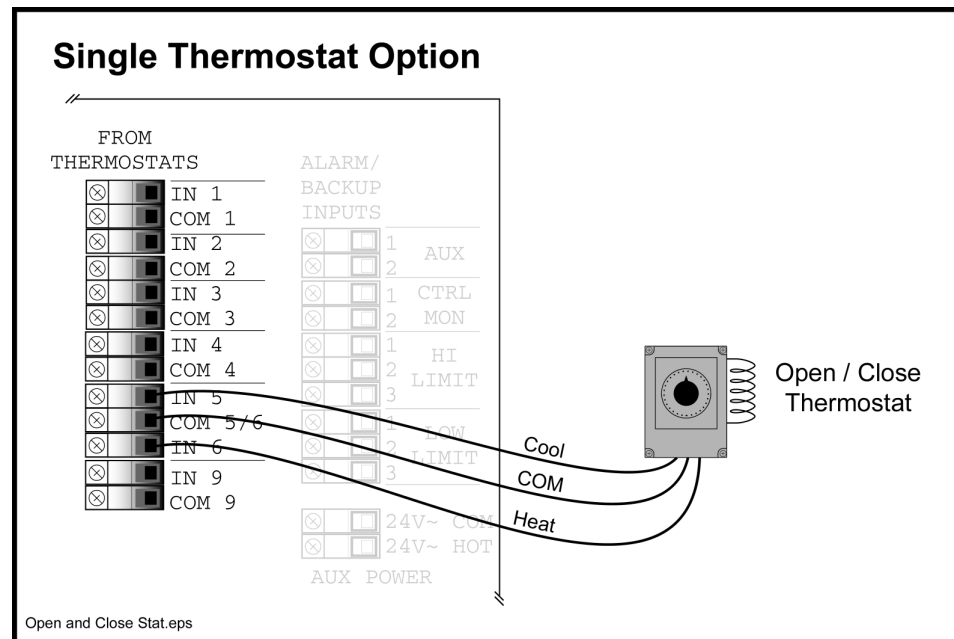 Single Thermostat Option
FROM
THERMOSTATS
IN 1
COM 1
IN 2
COM 2
IN 3
COM 3
IN 4
COM 4
IN 5
COM 5/6
IN 6
IN 9
COM 9
ALARM/
BACKUP
INPUTS
1
AUX
2
1 CTRL
2 MON
1
HI
2
LIMIT
3
1
LOW
2
LIMIT
3
24V~ COM
24V~ HOT
AUX POWER
Cool
COM
Heat
Open / Close
Thermostat
Open and Close Stat.eps